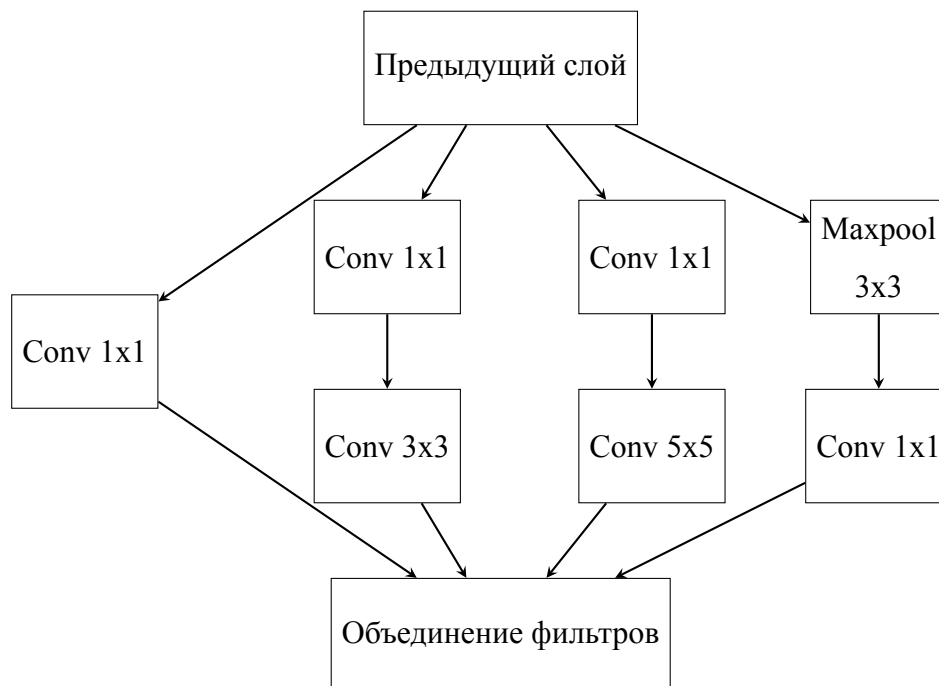 Предыдущий слой
Conv 1x1
Conv 1x1
Maxpool
3x3
Conv 1x1
Conv 3x3
Conv 5x5
Conv 1x1
Объединение фильтров